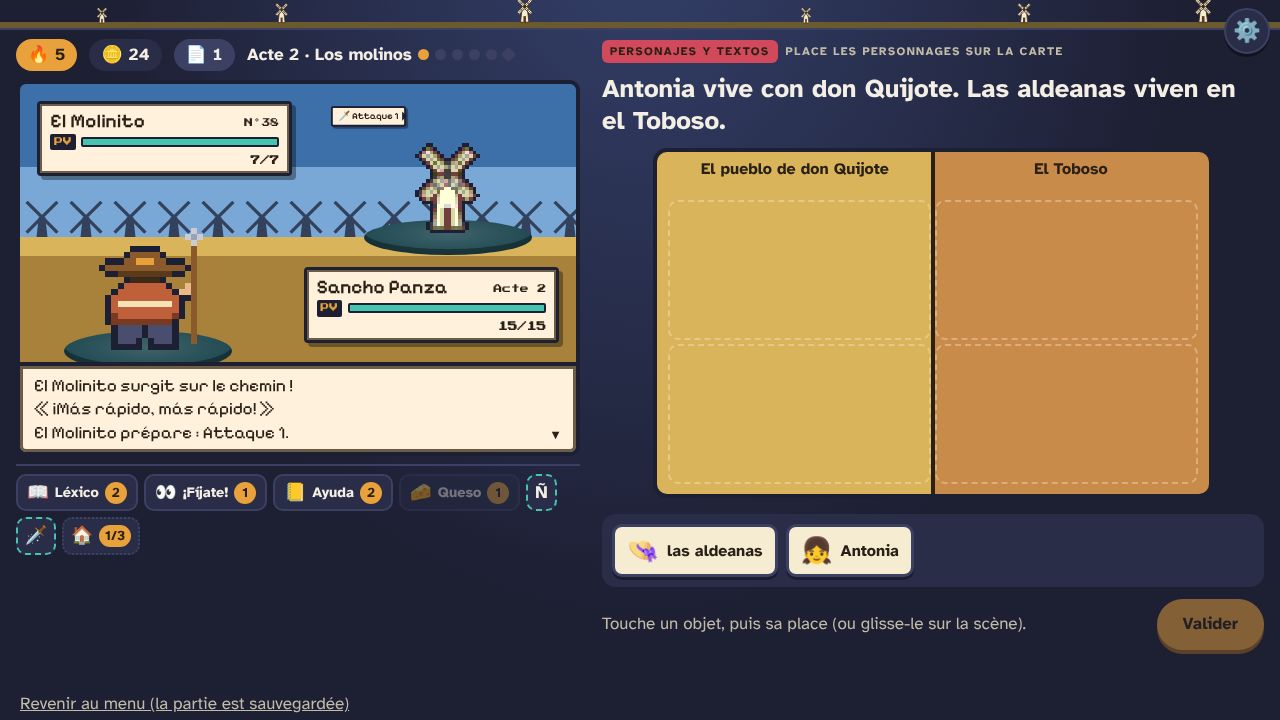 5
24
1
Acte 2 · Los molinos
El Molinito N°38
PV
7/7
Attaque 1
Sancho Panza Acte 2
PV
15/15
El Molinito surgit sur le chemin !
« ¡Más rápido, más rápido! »
El Molinito prépare : Attaque 1.
Léxico 2
¡Fíjate! 1
Ayuda 2
Queso 1
Ñ
1/3
Revenir au menu (la partie est sauvegardée)
PERSONAJES Y TEXTOS PLACE LES PERSONNAGES SUR LA CARTE
Antonia vive con don Quijote. Las aldeanas viven en
el Toboso.
El pueblo de don Quijote
El Toboso
las aldeanas
Antonia
Touche un objet, puis sa place (ou glisse-le sur la scène).
Valider